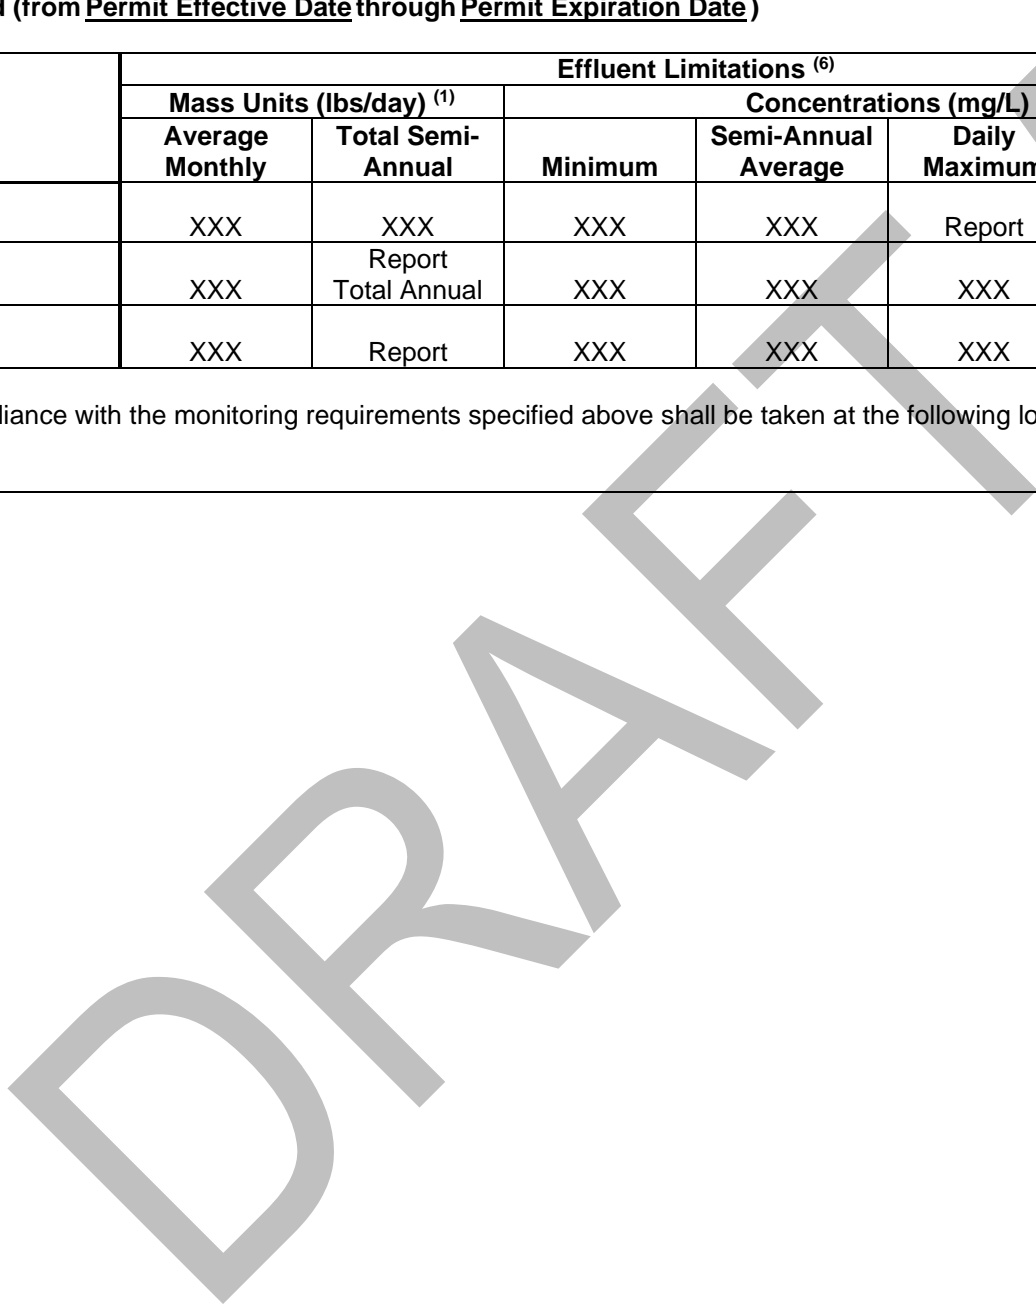 (from Permit Effective Date through Permit Expiration Date)
Effluent Limitations (6)
Mass Units (lbs/day) (1) Concentrations (mg/L)
Average Monthly Total Semi-Annual Minimum Semi-Annual Average Daily Maximum
XXX XXX XXX XXX Report
XXX Report Total Annual XXX XXX XXX
XXX Report XXX XXX XXX
with the monitoring requirements specified above shall be taken at the following
DRAFT